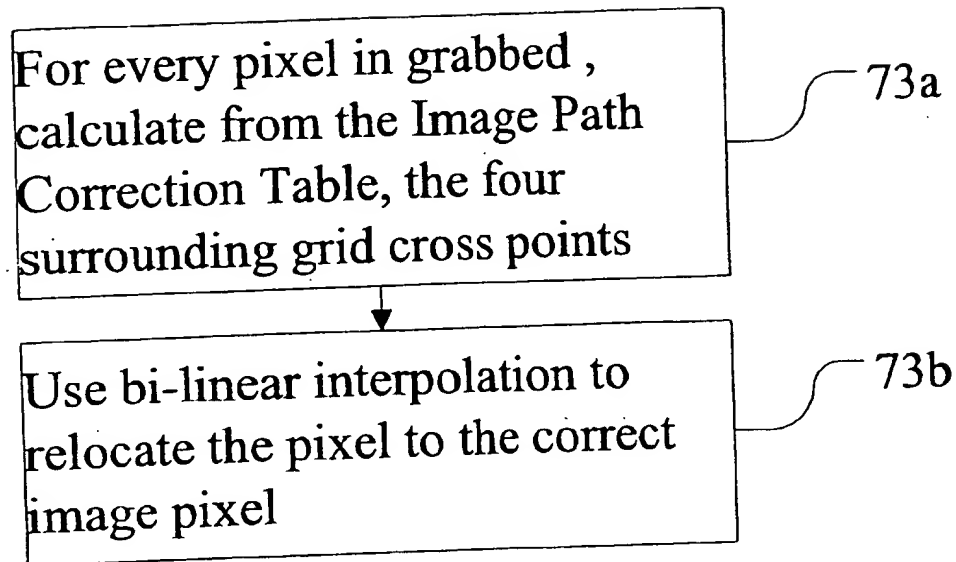 For every pixel in grabbed ,
calculate from the Image Path
Correction Table, the four
surrounding grid cross points
73a
Use bi-linear interpolation to
relocate the pixel to the correct
image pixel
73b